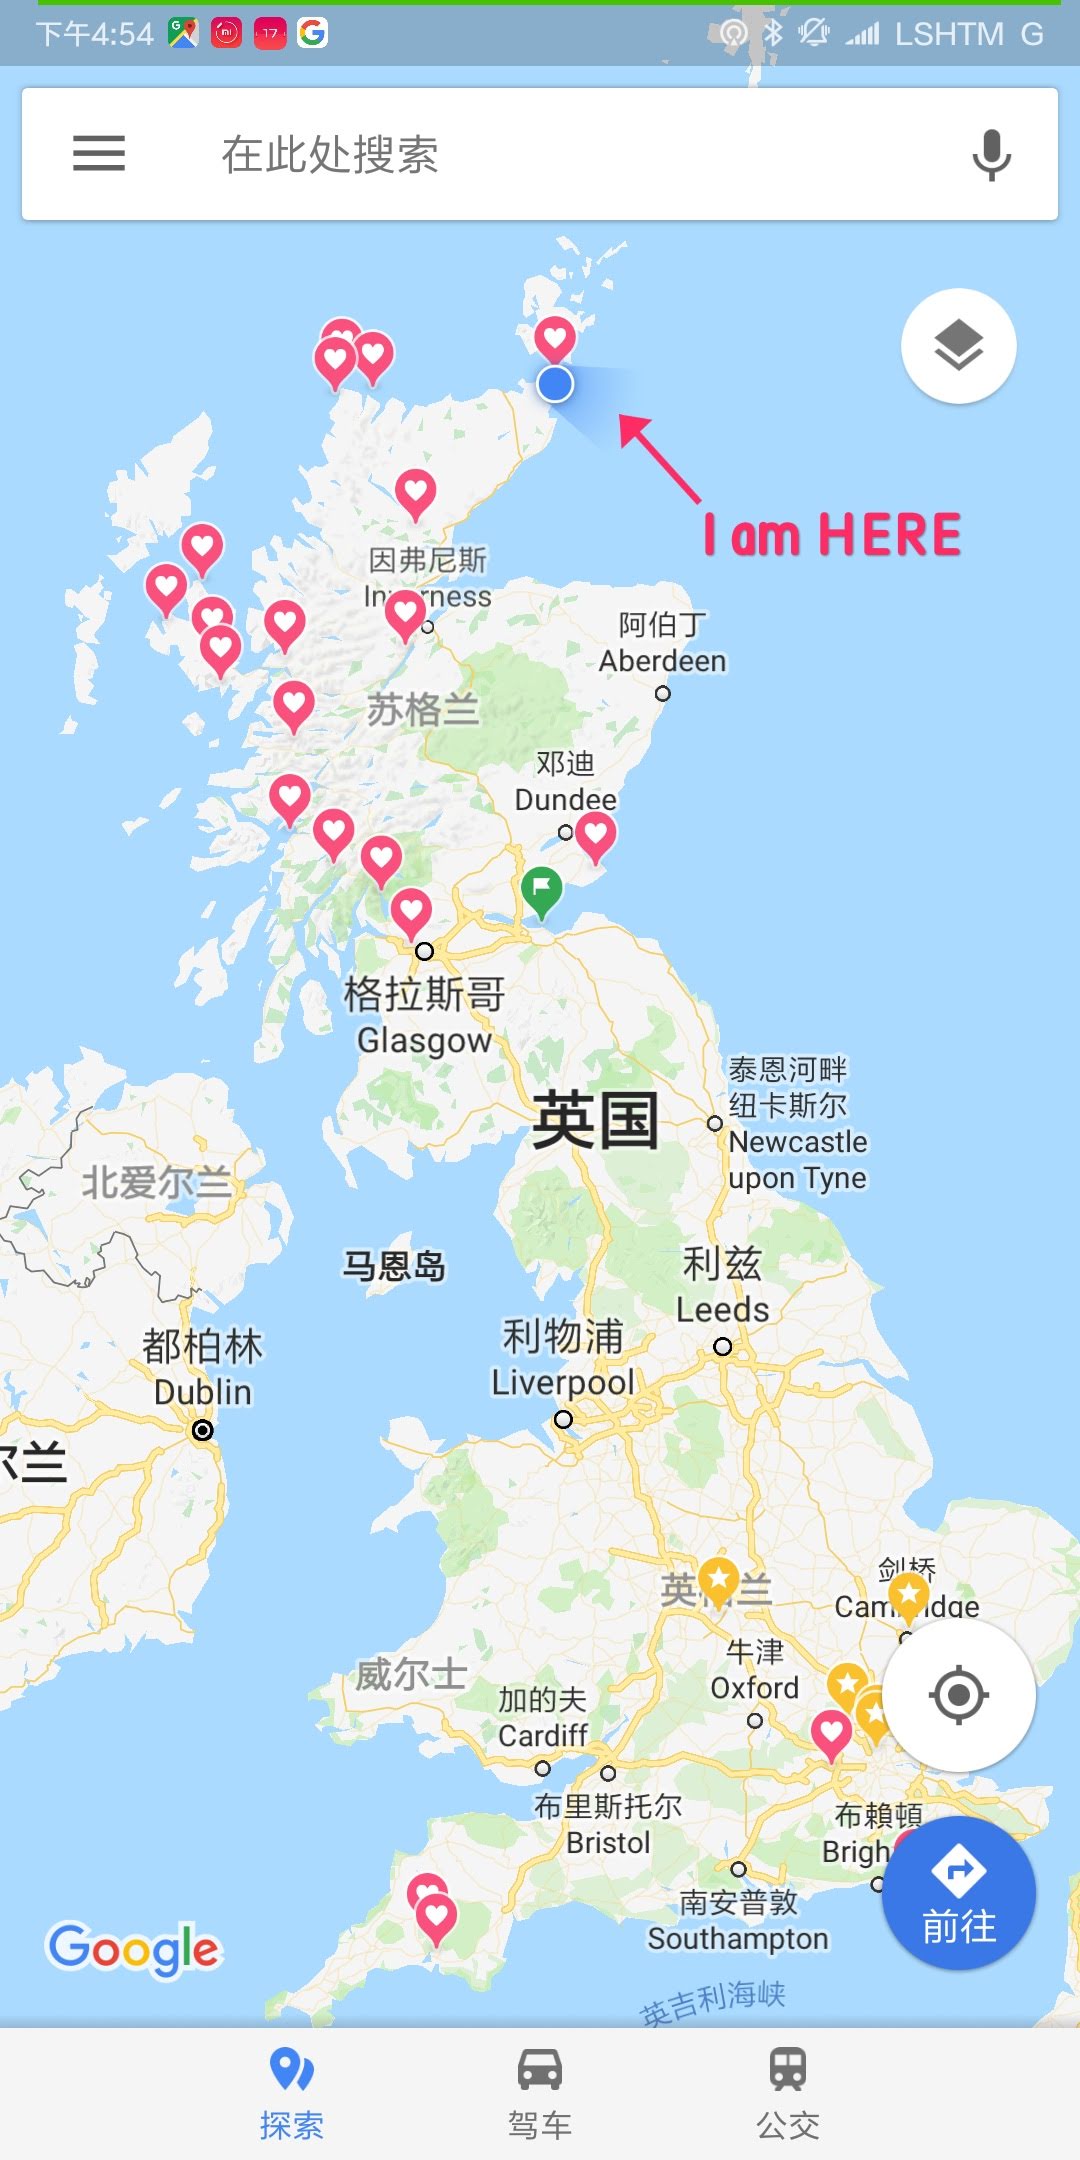 下午4:54
17
LSHTM G
在此处搜索
I am HERE
因弗尼斯
Inverness
阿伯丁
Aberdeen
苏格兰
邓迪
Dundee
格拉斯哥
Glasgow
泰恩河畔
纽卡斯尔
Newcastle
upon Tyne
英国
北爱尔兰
马恩岛
利兹
Leeds
利物浦
Liverpool
都柏林
Dublin
尔兰
剑桥
Cambridge
英格兰
牛津
Oxford
威尔士
加的夫
Cardiff
布里斯托尔
Bristol
布賴頓
Brigh
南安普敦
Southampton
前往
Google
英吉利海峡
探索
驾车
公交